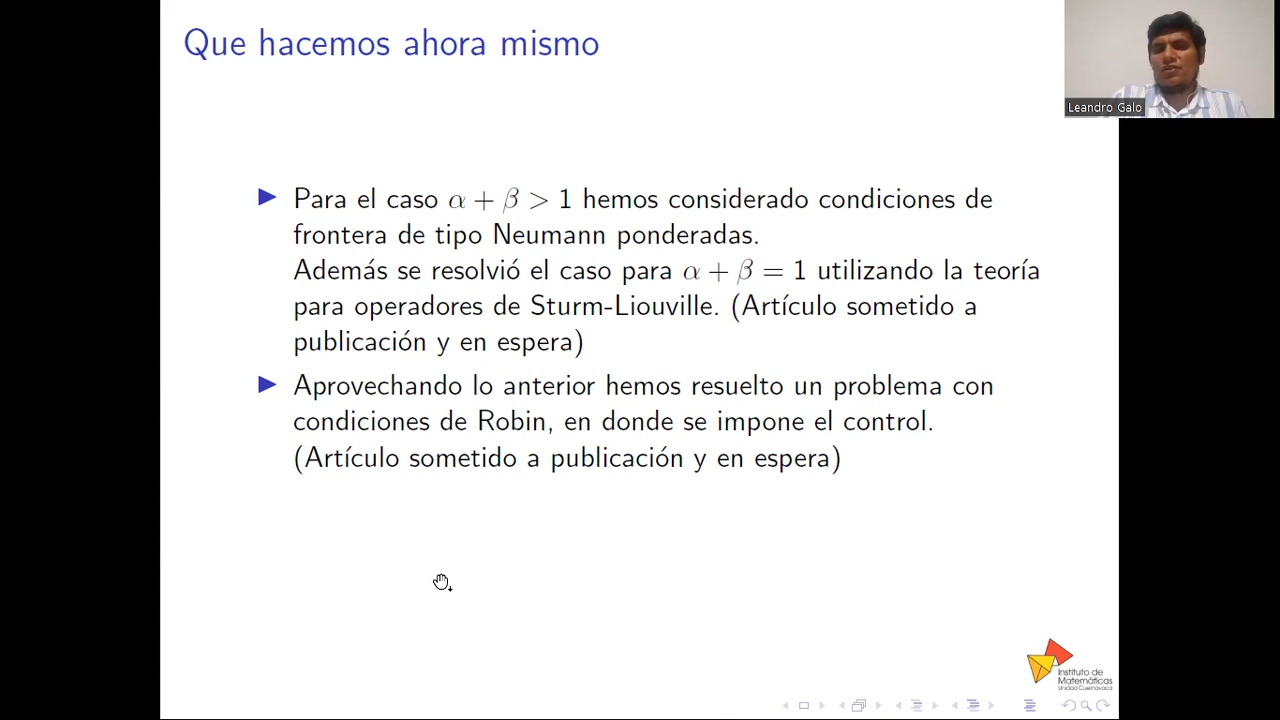 Que hacemos ahora mismo
Leandro Galo
Para el caso α + β > 1 hemos considerado condiciones de
frontera de tipo Neumann ponderadas.
Además se resolvió el caso para α + β = 1 utilizando la teoría
para operadores de Sturm-Liouville. (Artículo sometido a
publicación y en espera)
Aprovechando lo anterior hemos resuelto un problema con
condiciones de Robin, en donde se impone el control.
(Artículo sometido a publicación y en espera)
Instituto de
Matemáticas
Unidad Cuernavaca